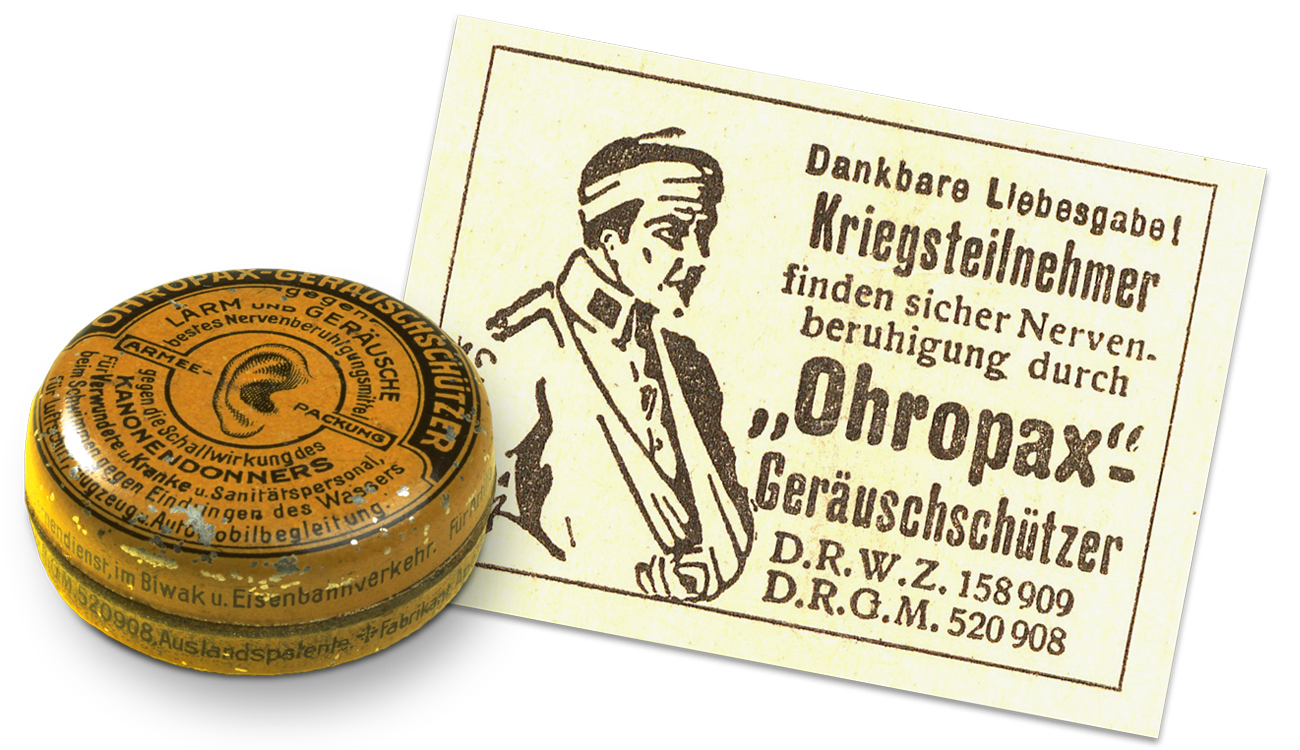 OHROPAX-GERÄUSCHSCHÜTZER
gegen
LÄRM UND GERÄUSCHE
bestes Nervenberuhigungsmittel
ARMEE-
PACKUNG
gegen die Schallwirkung des
KANONENDONNERS
für Verwundete u. Kranke u. Sanitätspersonal,
beim Schwimmen gegen Eindringen des Wassers
für Luftschiff, Flugzeug u. Automobilbegleitung.
im Biwak u. Eisenbahnverkehr.
520908, Auslandspatente.
Dankbare Liebesgabe!
Kriegsteilnehmer
finden sicher Nerven-
beruhigung durch
„Ohropax“-
Geräuschschützer
D.R.W.Z. 158 909
D.R.G.M. 520 908